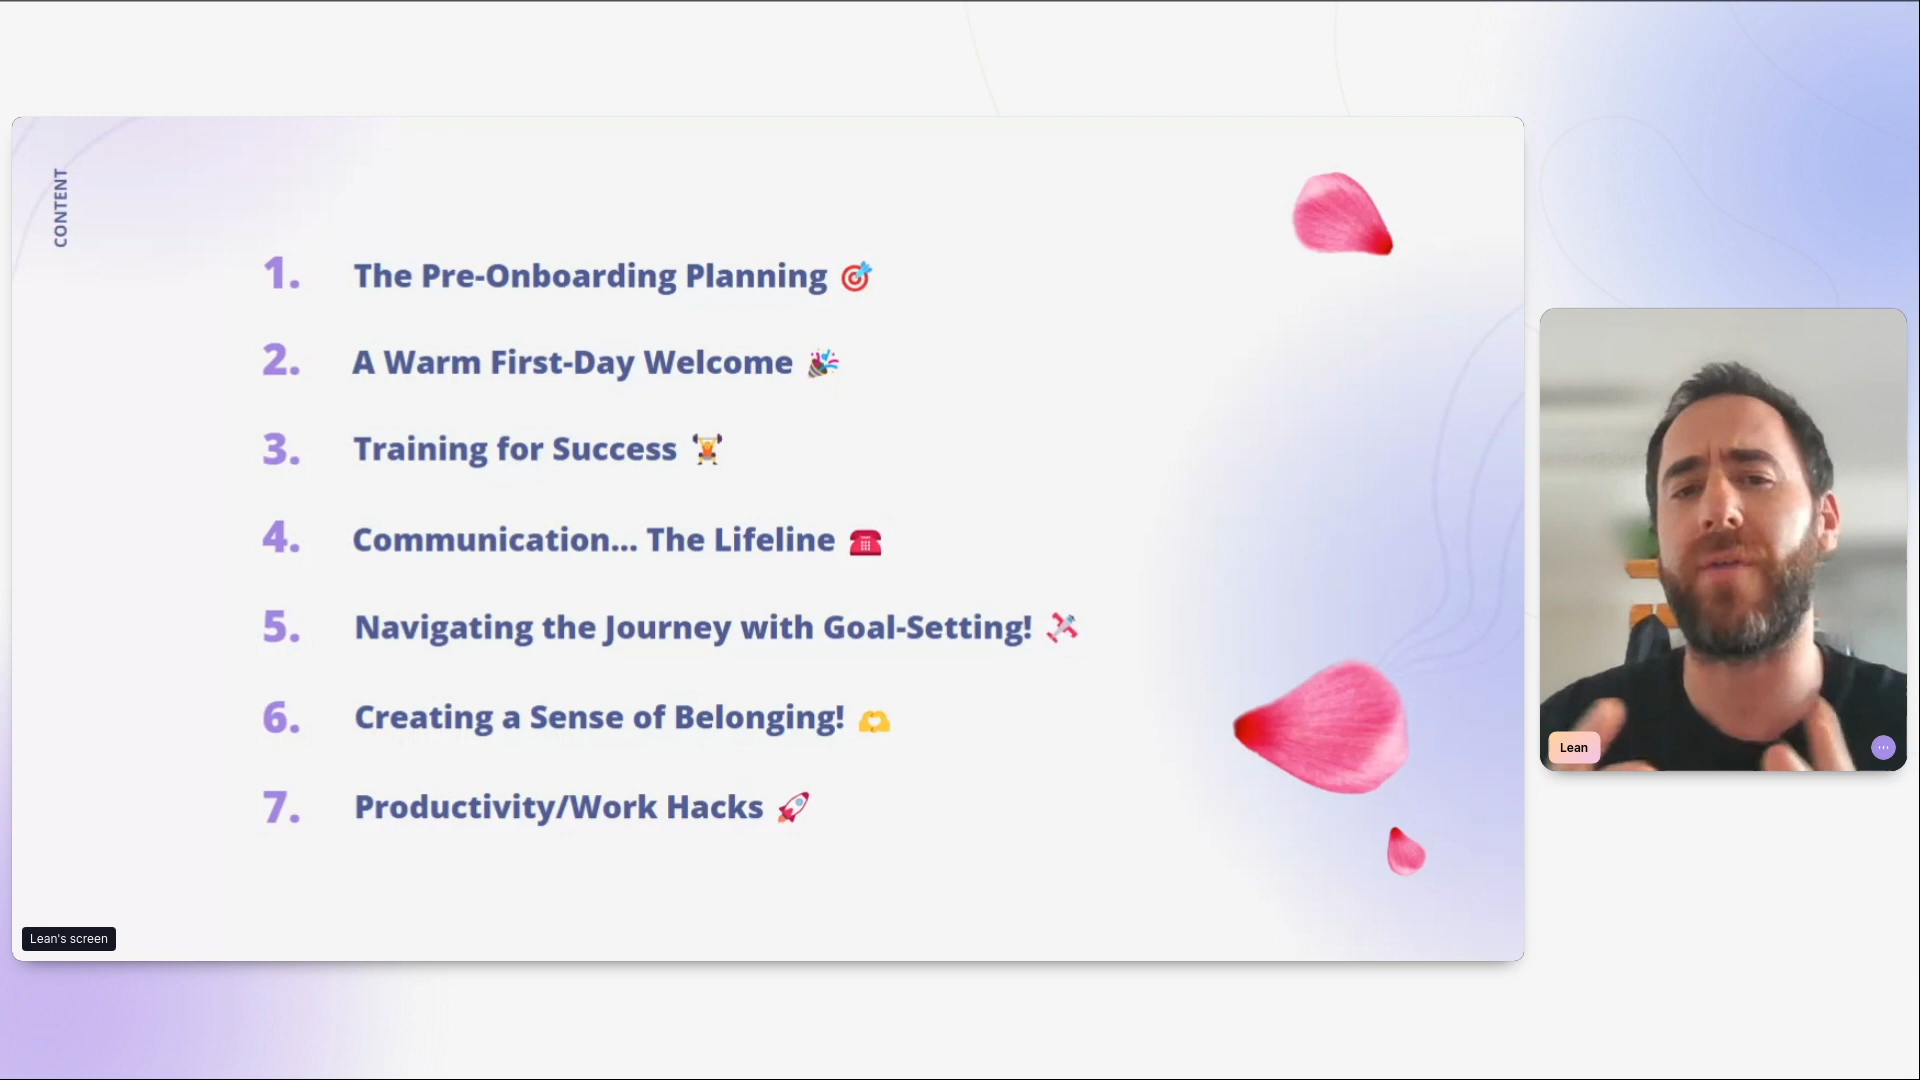 CONTENT
1. The Pre-Onboarding Planning 🎯
2. A Warm First-Day Welcome 🎉
3. Training for Success 🏋️
4. Communication... The Lifeline ☎️
5. Navigating the Journey with Goal-Setting! 🛩️
6. Creating a Sense of Belonging! 🫶
7. Productivity/Work Hacks 🚀
Lean
Lean's screen